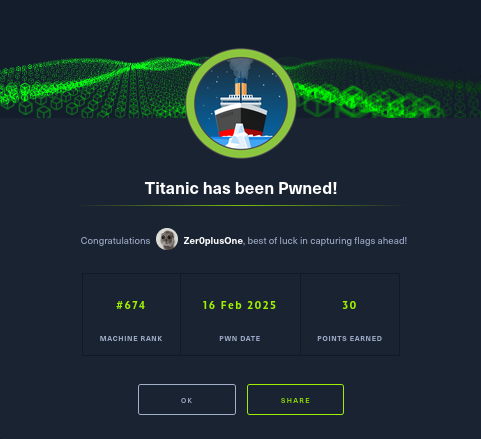 Titanic has been Pwned!
Congratulations Zer0plusOne, best of luck in capturing flags ahead!
#674 16 Feb 2025 30
MACHINE RANK PWN DATE POINTS EARNED
OK SHARE